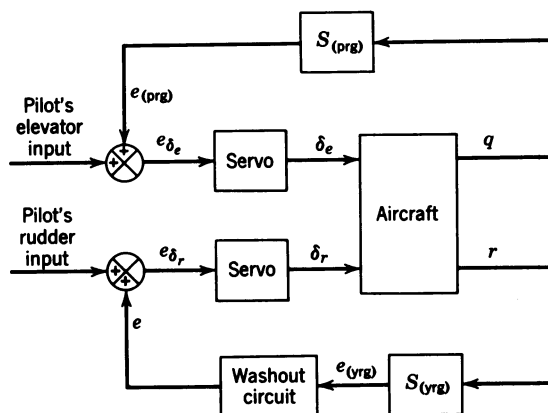 S(prg)
e(prg)
Pilot's
elevator
input
+
+
eδe
Servo
δe
q
Aircraft
Pilot's
rudder
input
+
+
eδr
Servo
δr
r
e
Washout
circuit
e(yrg)
S(yrg)